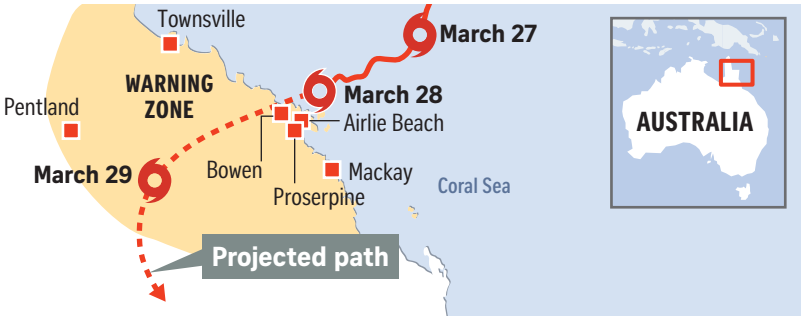 Townsville
March 27
WARNING
ZONE
March 28
Pentland
Airlie Beach
AUSTRALIA
March 29
Bowen
Mackay
Proserpine
Coral Sea
Projected path